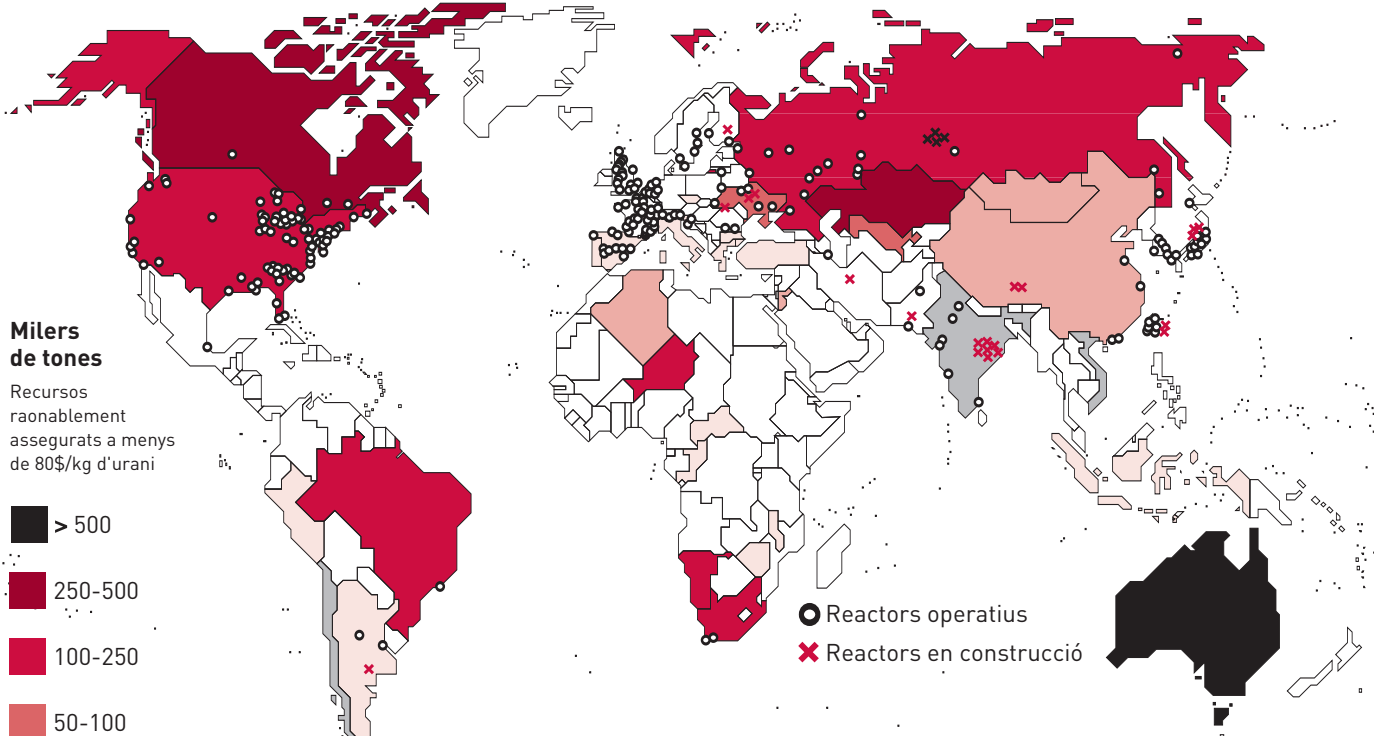 Milers
de tones
Recursos
raonablement
assegurats a menys
de 80$/kg d'urani
> 500
250-500
100-250
50-100
Reactors operatius
Reactors en construcció